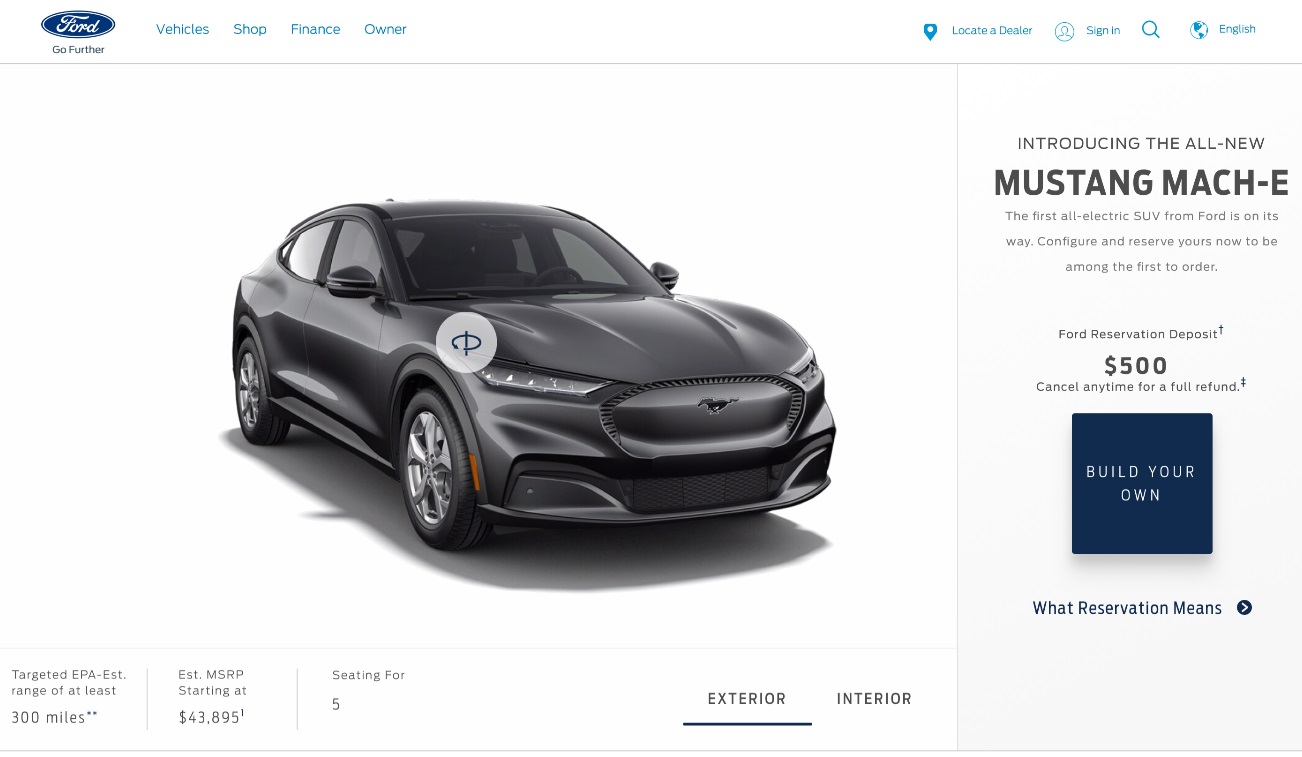 Ford
Go Further
Vehicles
Shop
Finance
Owner
Locate a Dealer
Sign In
English
INTRODUCING THE ALL-NEW
MUSTANG MACH-E
The first all-electric SUV from Ford is on its
way. Configure and reserve yours now to be
among the first to order.
Ford Reservation Deposit†
$500
Cancel anytime for a full refund.‡
BUILD YOUR
OWN
What Reservation Means
Targeted EPA-Est.
range of at least
300 miles**
Est. MSRP
Starting at
$43,895¹
Seating For
5
EXTERIOR
INTERIOR